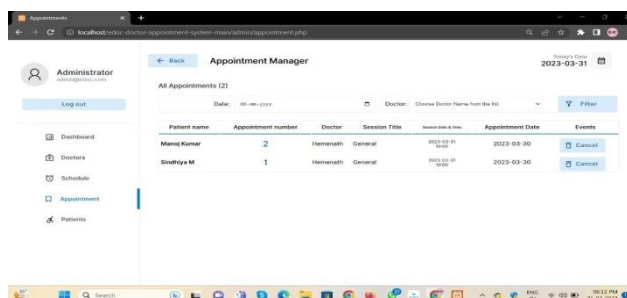 Appointments
localhost/edoc-doctor-appointment-system-main/admin/appointment.php
Administrator
admin@edoc.com
Log out
Dashboard
Doctors
Schedule
Appointment
Patients
Back
Appointment Manager
Today's Date
2023-03-31
All Appointments (2)
Date: dd-mm-yyyy Doctor: Choose Doctor Name from the list Filter
Patient name Appointment number Doctor Session Title Session Date & Time Appointment Date Events
Manoj Kumar 2 Hemenath General 2023-03-31 2023-03-30 Cancel
Sindhiya M 1 Hemenath General 2023-03-31 2023-03-30 Cancel
Search
ENG
06:12 PM